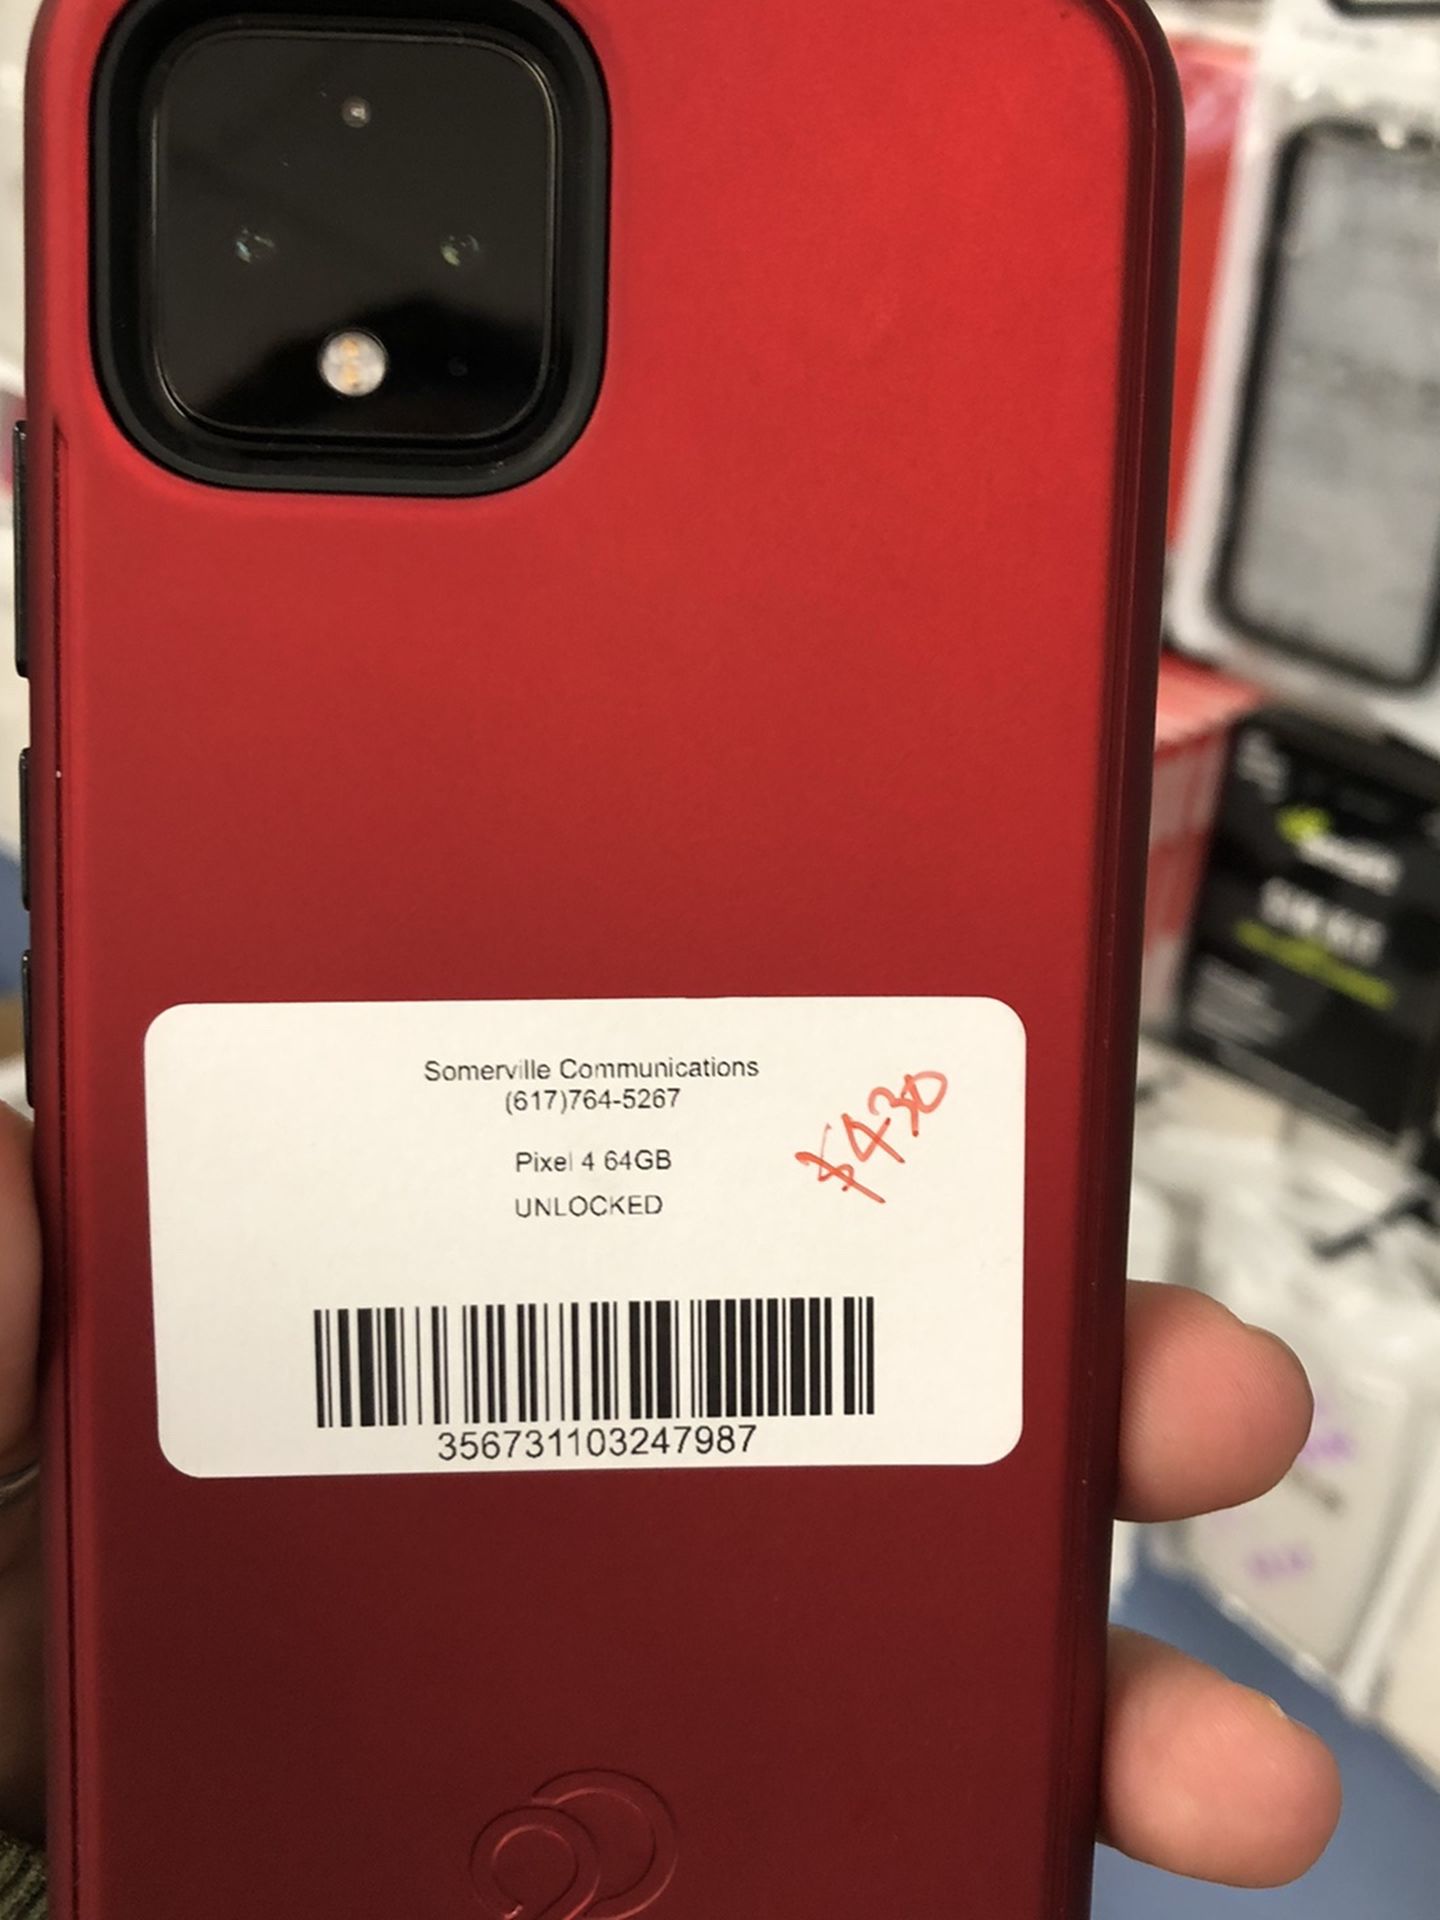 Somerville Communications
(617)764-5267
Pixel 4 64GB
UNLOCKED
$430
356731103247987